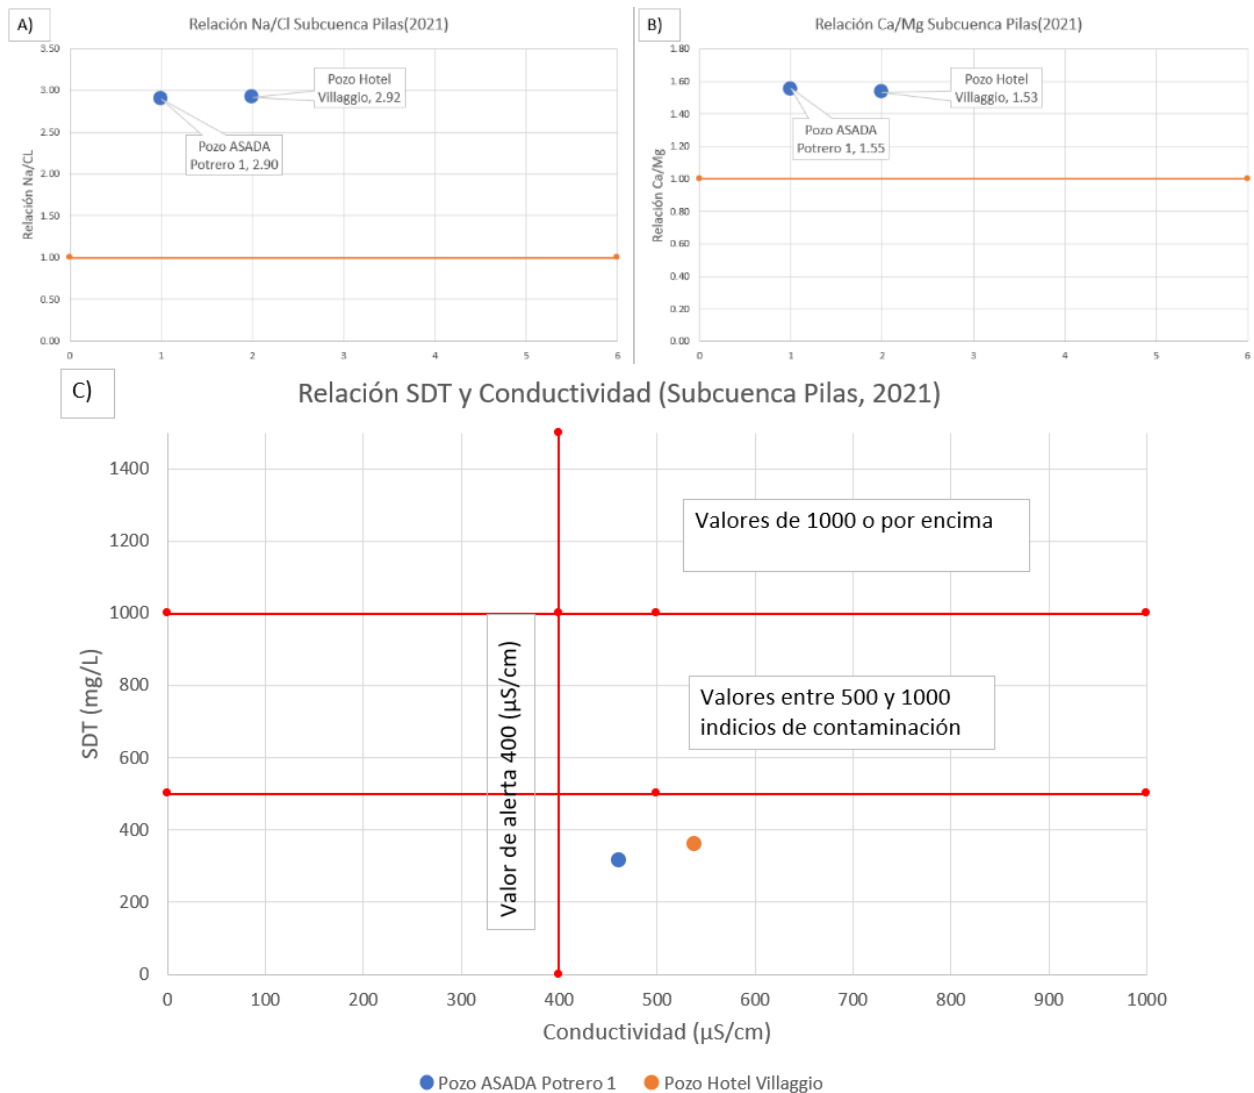 A)
Relación Na/Cl Subcuenca Pilas(2021)
3.50
3.00
2.50
2.00
1.50
1.00
0.50
0.00
Relación Na/CL
Pozo Hotel
Villaggio, 2.92
Pozo ASADA
Potrero 1, 2.90
0
1
2
3
4
5
6
B)
Relación Ca/Mg Subcuenca Pilas(2021)
1.80
1.60
1.40
1.20
1.00
0.80
0.60
0.40
0.20
0.00
Relación Ca/Mg
Pozo Hotel
Villaggio, 1.53
Pozo ASADA
Potrero 1, 1.55
0
1
2
3
4
5
6
C)
Relación SDT y Conductividad (Subcuenca Pilas, 2021)
1400
1200
1000
800
600
400
200
0
SDT (mg/L)
Valores de 1000 o por encima
Valor de alerta 400 (µS/cm)
Valores entre 500 y 1000
indicios de contaminación
0
100
200
300
400
500
600
700
800
900
1000
Conductividad (µS/cm)
Pozo ASADA Potrero 1
Pozo Hotel Villaggio